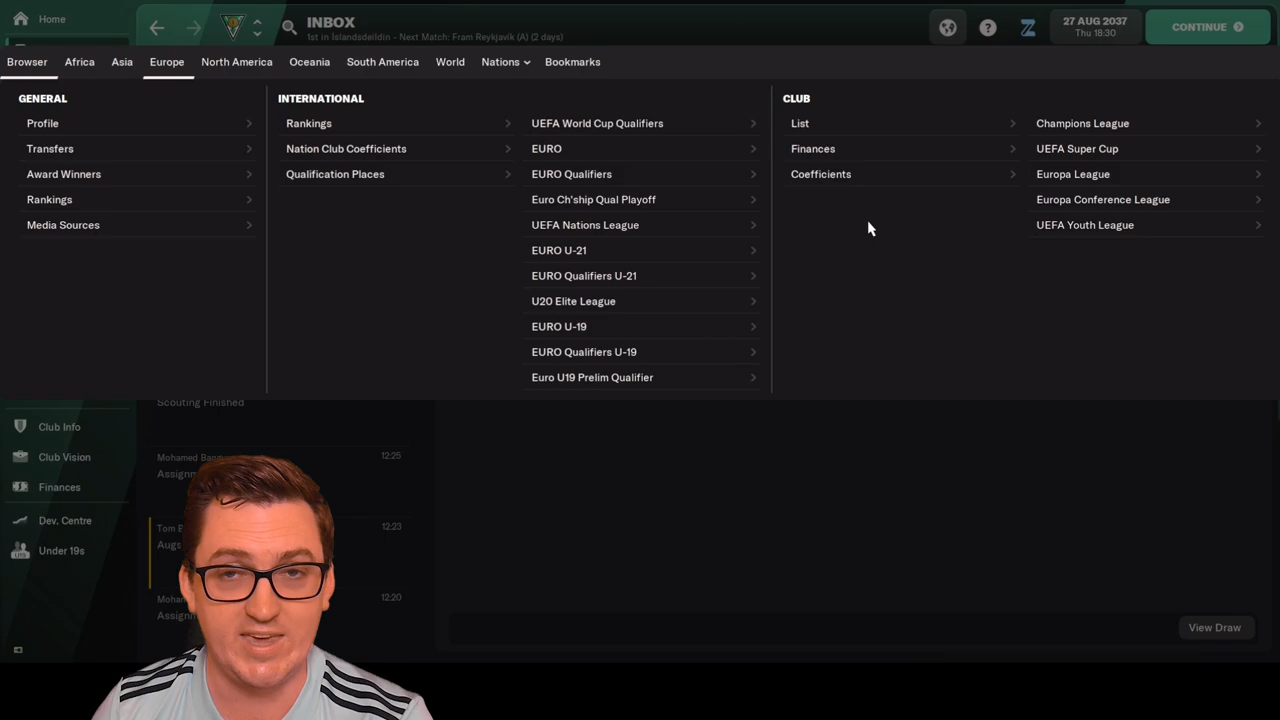 Home
INBOX
1st in Íslandsdeildin - Next Match: Fram Reykjavík (A) (2 days)
27 AUG 2037
Thu 18:30
CONTINUE
Browser
Africa
Asia
Europe
North America
Oceania
South America
World
Nations
Bookmarks
GENERAL
Profile
Transfers
Award Winners
Rankings
Media Sources
INTERNATIONAL
Rankings
Nation Club Coefficients
Qualification Places
UEFA World Cup Qualifiers
EURO
EURO Qualifiers
Euro Ch'ship Qual Playoff
UEFA Nations League
EURO U-21
EURO Qualifiers U-21
U20 Elite League
EURO U-19
EURO Qualifiers U-19
Euro U19 Prelim Qualifier
CLUB
List
Finances
Coefficients
Champions League
UEFA Super Cup
Europa League
Europa Conference League
UEFA Youth League
Club Info
Club Vision
Finances
Dev. Centre
Under 19s
Scouting Finished
Mohamed
12:25
Tom
12:23
12:20
View Draw